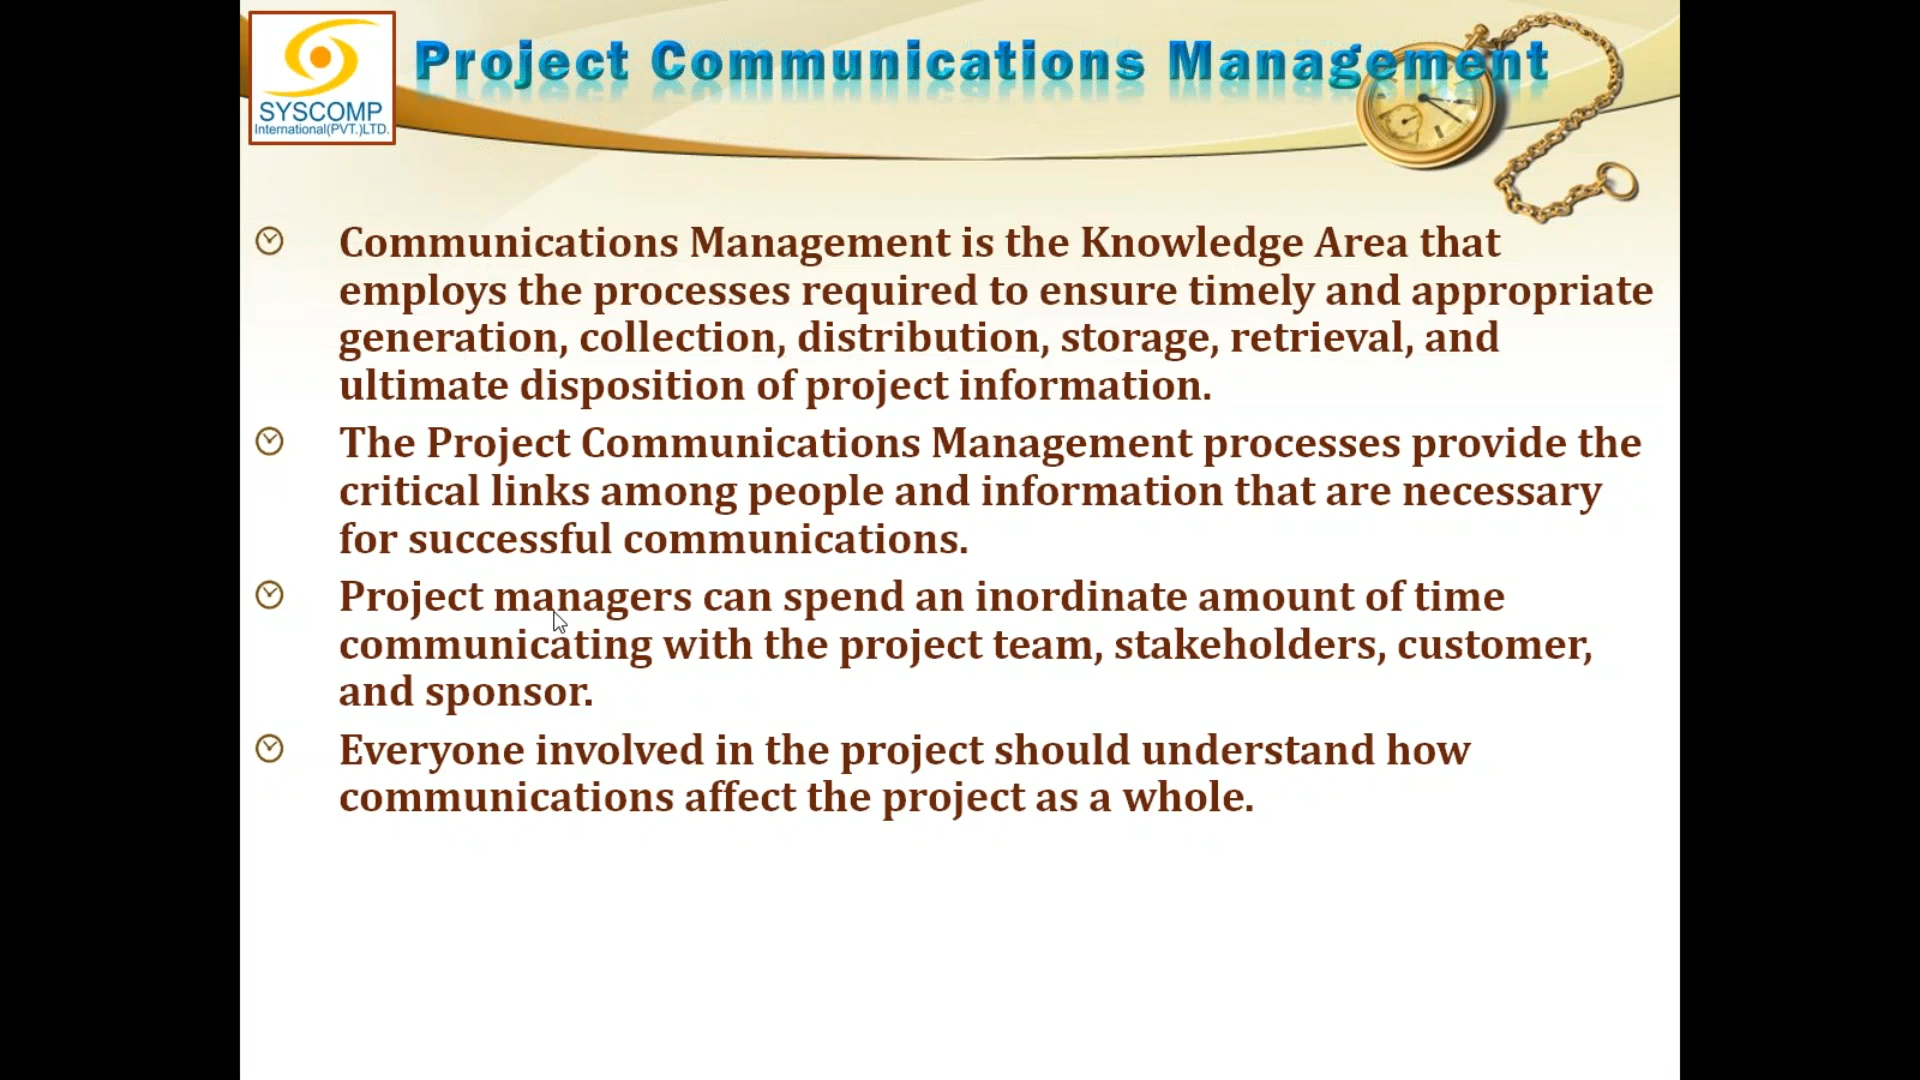 Project Communications Management
SYSCOMP
International(PVT.)LTD.
Communications Management is the Knowledge Area that
employs the processes required to ensure timely and appropriate
generation, collection, distribution, storage, retrieval, and
ultimate disposition of project information.
The Project Communications Management processes provide the
critical links among people and information that are necessary
for successful communications.
Project managers can spend an inordinate amount of time
communicating with the project team, stakeholders, customer,
and sponsor.
Everyone involved in the project should understand how
communications affect the project as a whole.